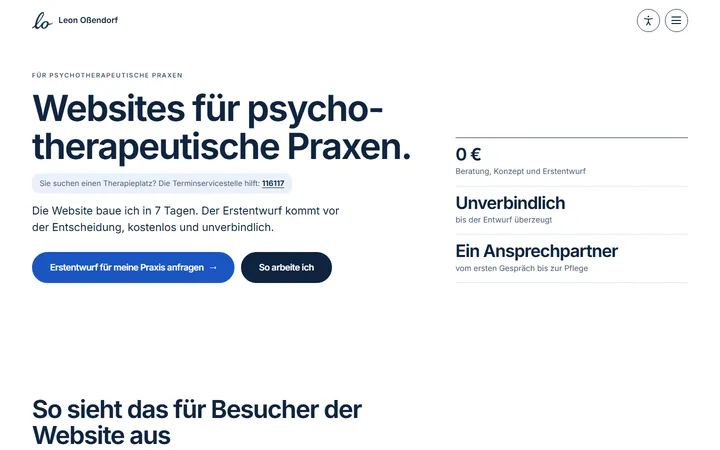 lo Leon Oßendorf
FÜR PSYCHOTHERAPEUTISCHE PRAXEN
Websites für psycho-
therapeutische Praxen.
Sie suchen einen Therapieplatz? Die Terminservicestelle hilft: 116117
Die Website baue ich in 7 Tagen. Der Erstentwurf kommt vor
der Entscheidung, kostenlos und unverbindlich.
Erstentwurf für meine Praxis anfragen →
So arbeite ich
0 €
Beratung, Konzept und Erstentwurf
Unverbindlich
bis der Entwurf überzeugt
Ein Ansprechpartner
vom ersten Gespräch bis zur Pflege
So sieht das für Besucher der
Website aus